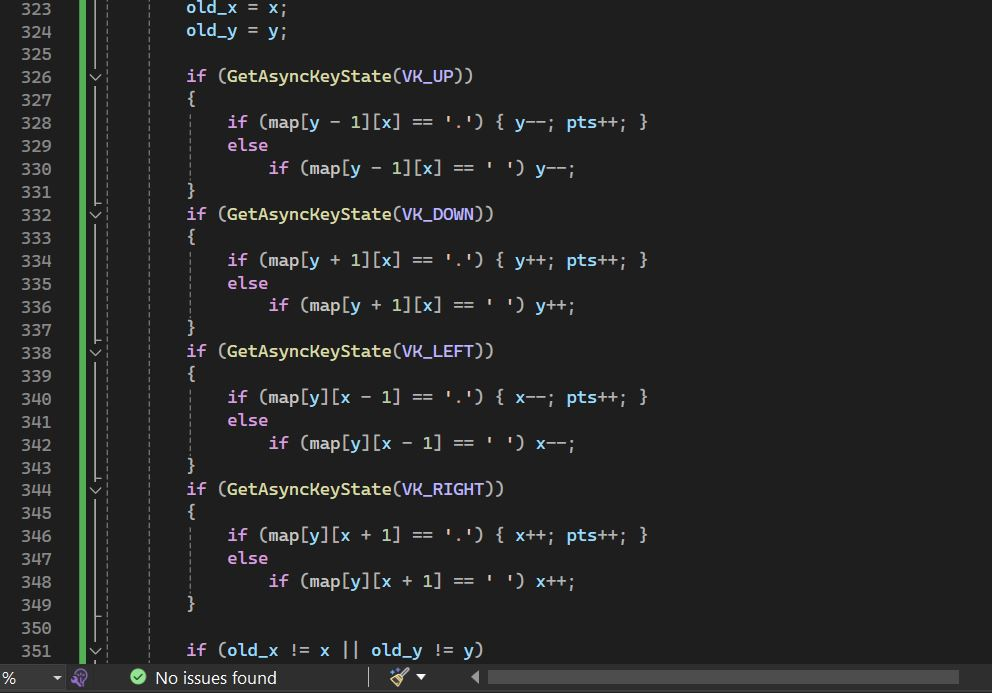 323 old_x = x;
324 old_y = y;
325
326 if (GetAsyncKeyState(VK_UP))
327 {
328 if (map[y - 1][x] == '.') { y--; pts++; }
329 else
330 if (map[y - 1][x] == ' ') y--;
331 }
332 if (GetAsyncKeyState(VK_DOWN))
333 {
334 if (map[y + 1][x] == '.') { y++; pts++; }
335 else
336 if (map[y + 1][x] == ' ') y++;
337 }
338 if (GetAsyncKeyState(VK_LEFT))
339 {
340 if (map[y][x - 1] == '.') { x--; pts++; }
341 else
342 if (map[y][x - 1] == ' ') x--;
343 }
344 if (GetAsyncKeyState(VK_RIGHT))
345 {
346 if (map[y][x + 1] == '.') { x++; pts++; }
347 else
348 if (map[y][x + 1] == ' ') x++;
349 }
350
351 if (old_x != x || old_y != y)
% No issues found